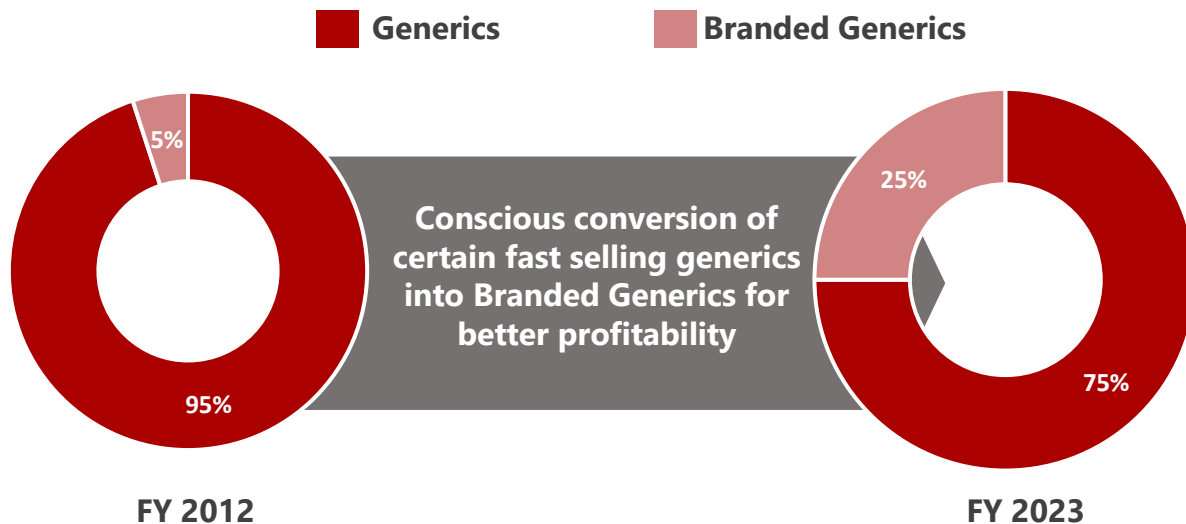 Generics
Branded Generics
5%
95%
Conscious conversion of
certain fast selling generics
into Branded Generics for
better profitability
25%
75%
FY 2012
FY 2023